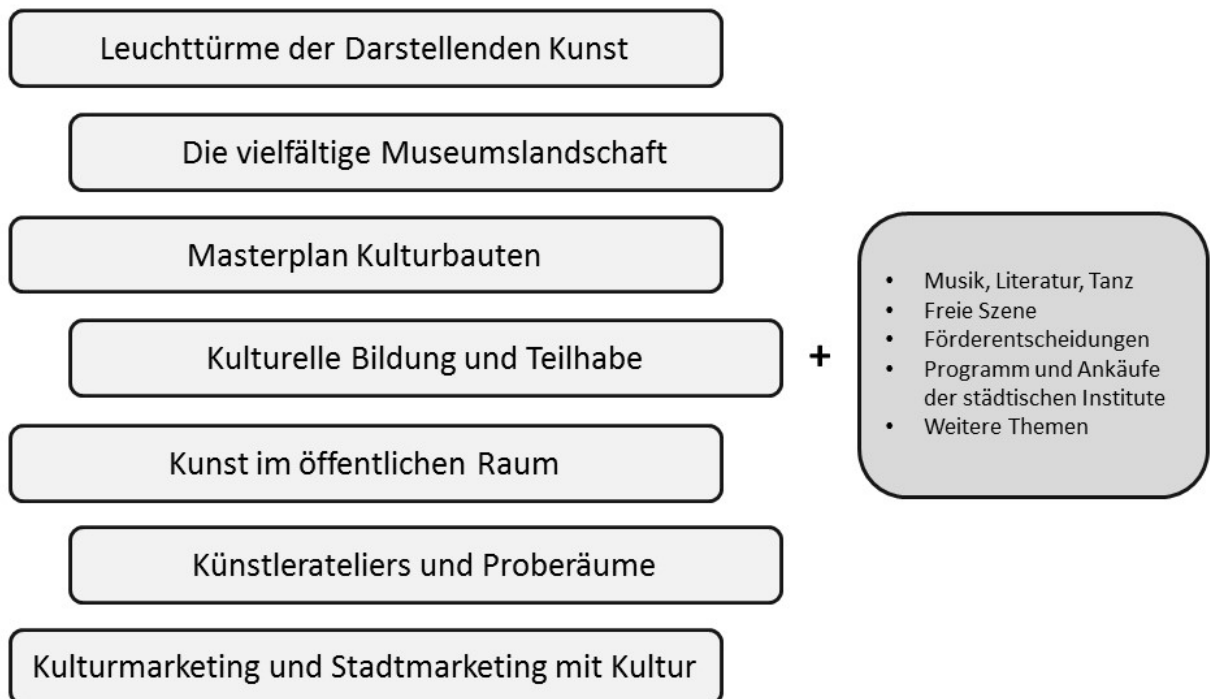 Leuchttürme der Darstellenden Kunst
Die vielfältige Museumslandschaft
Masterplan Kulturbauten
Kulturelle Bildung und Teilhabe
Kunst im öffentlichen Raum
Künstlerateliers und Proberäume
Kulturmarketing und Stadtmarketing mit Kultur
+
• Musik, Literatur, Tanz
• Freie Szene
• Förderentscheidungen
• Programm und Ankäufe
der städtischen Institute
• Weitere Themen